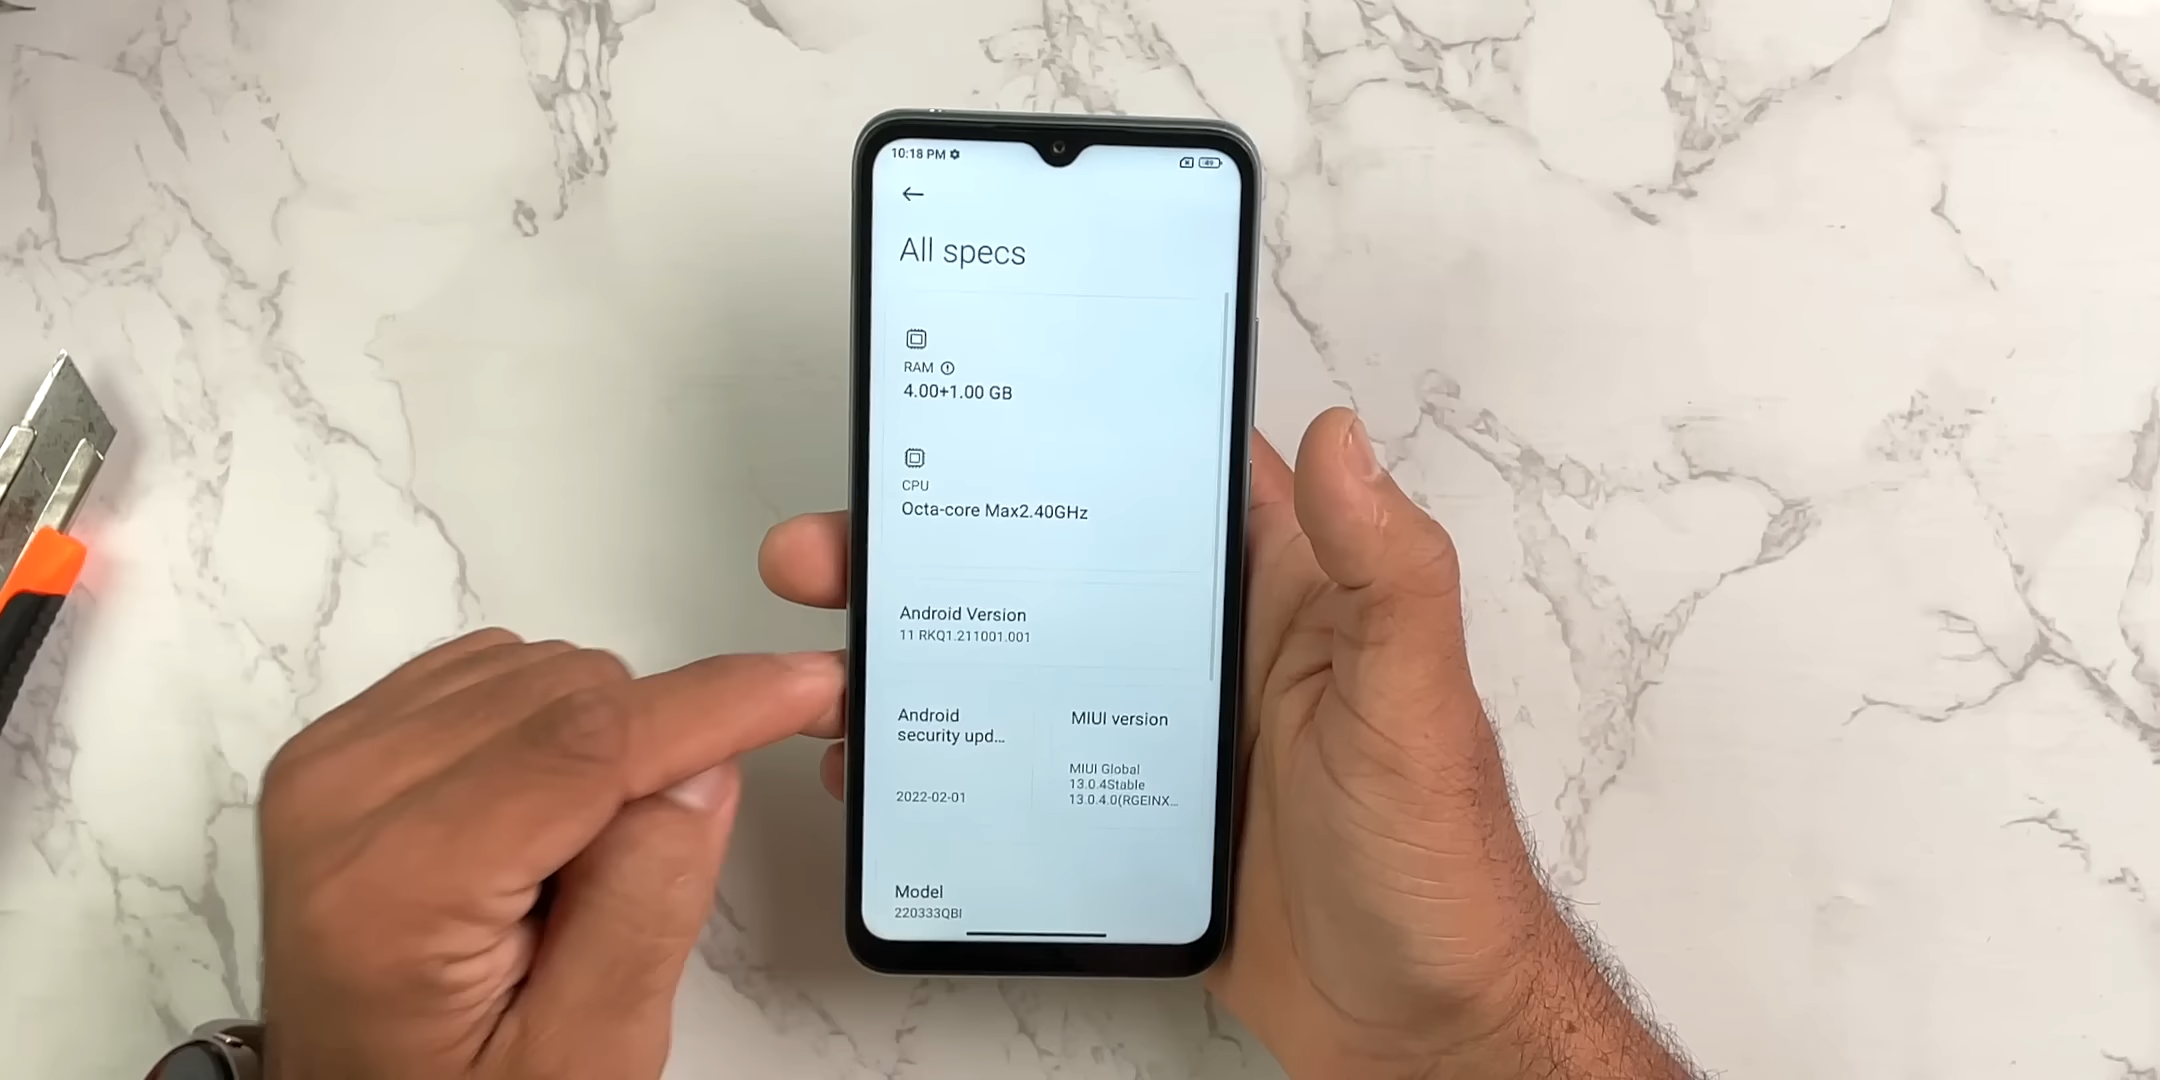 10:18 PM
49
All specs
RAM
4.00+1.00 GB
CPU
Octa-core Max2.40GHz
Android Version
11 RKQ1.211001.001
Android
security upd...
2022-02-01
MIUI version
MIUI Global
13.0.4Stable
13.0.4.0(RGEINX...
Model
220333QBI